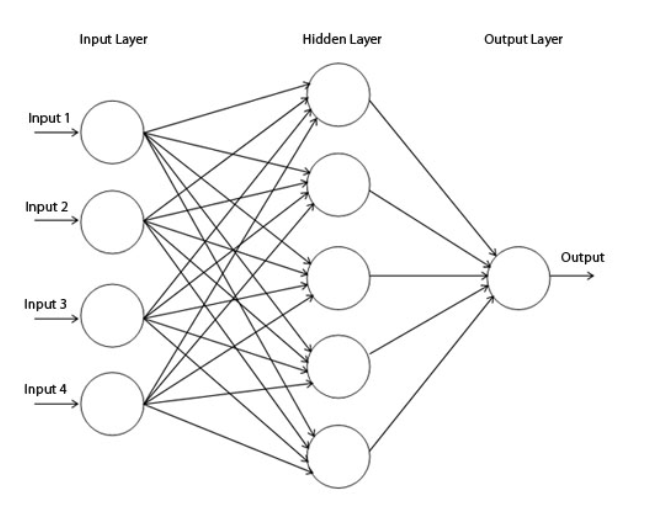 Input Layer
Hidden Layer
Output Layer
Input 1
Input 2
Input 3
Input 4
Output